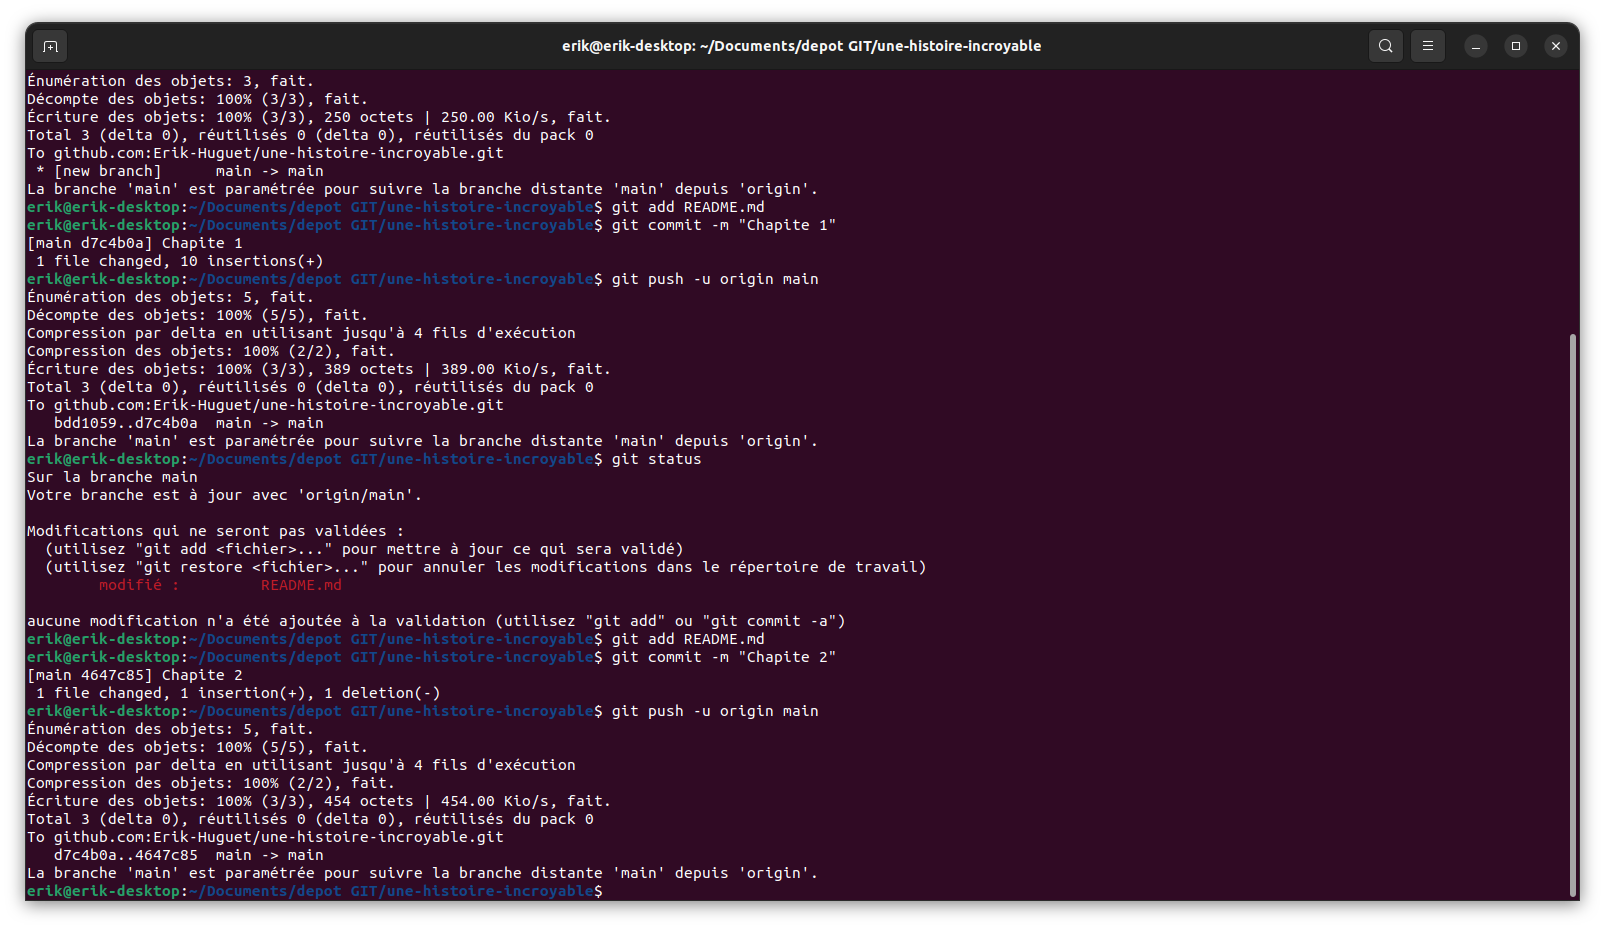 erik@erik-desktop: ~/Documents/depot GIT/une-histoire-incroyable
Énumération des objets: 3, fait.
Décompte des objets: 100% (3/3), fait.
Écriture des objets: 100% (3/3), 250 octets | 250.00 Kio/s, fait.
Total 3 (delta 0), réutilisés 0 (delta 0), réutilisés du pack 0
To github.com:Erik-Huguet/une-histoire-incroyable.git
 * [new branch]      main -> main
La branche 'main' est paramétrée pour suivre la branche distante 'main' depuis 'origin'.
erik@erik-desktop:~/Documents/depot GIT/une-histoire-incroyable$ git add README.md
erik@erik-desktop:~/Documents/depot GIT/une-histoire-incroyable$ git commit -m "Chapite 1"
[main d7c4b0a] Chapite 1
 1 file changed, 10 insertions(+)
erik@erik-desktop:~/Documents/depot GIT/une-histoire-incroyable$ git push -u origin main
Énumération des objets: 5, fait.
Décompte des objets: 100% (5/5), fait.
Compression par delta en utilisant jusqu'à 4 fils d'exécution
Compression des objets: 100% (2/2), fait.
Écriture des objets: 100% (3/3), 389 octets | 389.00 Kio/s, fait.
Total 3 (delta 0), réutilisés 0 (delta 0), réutilisés du pack 0
To github.com:Erik-Huguet/une-histoire-incroyable.git
   bdd1059..d7c4b0a  main -> main
La branche 'main' est paramétrée pour suivre la branche distante 'main' depuis 'origin'.
erik@erik-desktop:~/Documents/depot GIT/une-histoire-incroyable$ git status
Sur la branche main
Votre branche est à jour avec 'origin/main'.
Modifications qui ne seront pas validées :
  (utilisez "git add <fichier>..." pour mettre à jour ce qui sera validé)
  (utilisez "git restore <fichier>..." pour annuler les modifications dans le répertoire de travail)
        modifié :         README.md
aucune modification n'a été ajoutée à la validation (utilisez "git add" ou "git commit -a")
erik@erik-desktop:~/Documents/depot GIT/une-histoire-incroyable$ git add README.md
erik@erik-desktop:~/Documents/depot GIT/une-histoire-incroyable$ git commit -m "Chapite 2"
[main 4647c85] Chapite 2
 1 file changed, 1 insertion(+), 1 deletion(-)
erik@erik-desktop:~/Documents/depot GIT/une-histoire-incroyable$ git push -u origin main
Énumération des objets: 5, fait.
Décompte des objets: 100% (5/5), fait.
Compression par delta en utilisant jusqu'à 4 fils d'exécution
Compression des objets: 100% (2/2), fait.
Écriture des objets: 100% (3/3), 454 octets | 454.00 Kio/s, fait.
Total 3 (delta 0), réutilisés 0 (delta 0), réutilisés du pack 0
To github.com:Erik-Huguet/une-histoire-incroyable.git
   d7c4b0a..4647c85  main -> main
La branche 'main' est paramétrée pour suivre la branche distante 'main' depuis 'origin'.
erik@erik-desktop:~/Documents/depot GIT/une-histoire-incroyable$